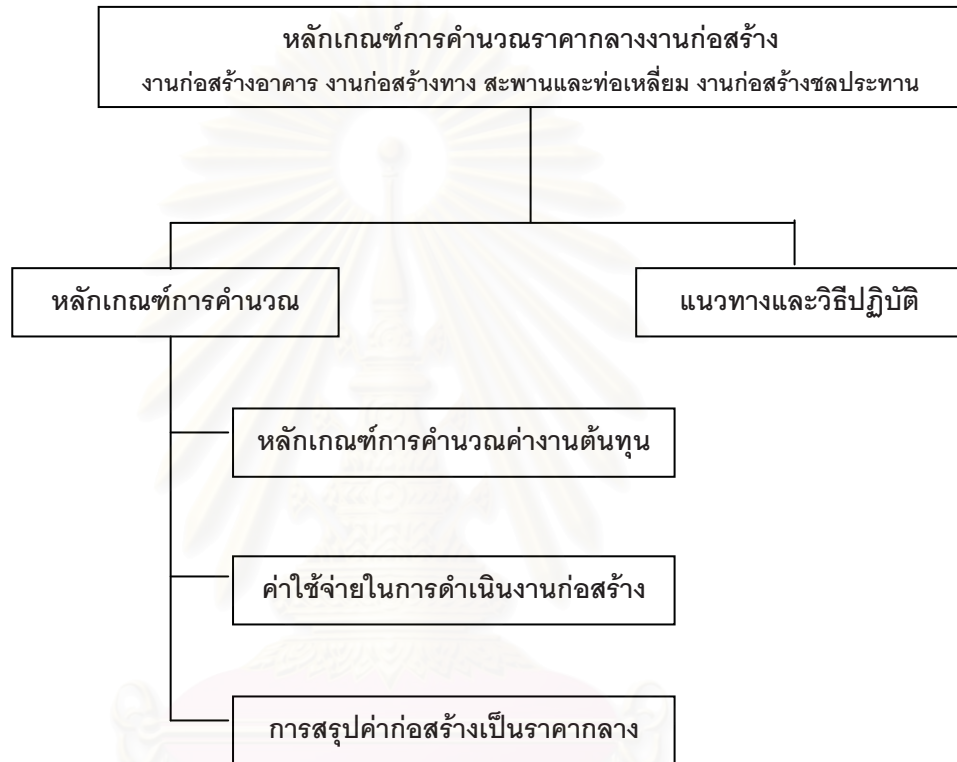 หลักเกณฑ์การคำนวณราคากลางงานก่อสร้าง
งานก่อสร้างอาคาร งานก่อสร้างทาง สะพานและท่อเหลี่ยม งานก่อสร้างชลประทาน
หลักเกณฑ์การคำนวณ
แนวทางและวิธีปฏิบัติ
หลักเกณฑ์การคำนวณค่างานต้นทุน
ค่าใช้จ่ายในการดำเนินงานก่อสร้าง
การสรุปค่าก่อสร้างเป็นราคากลาง